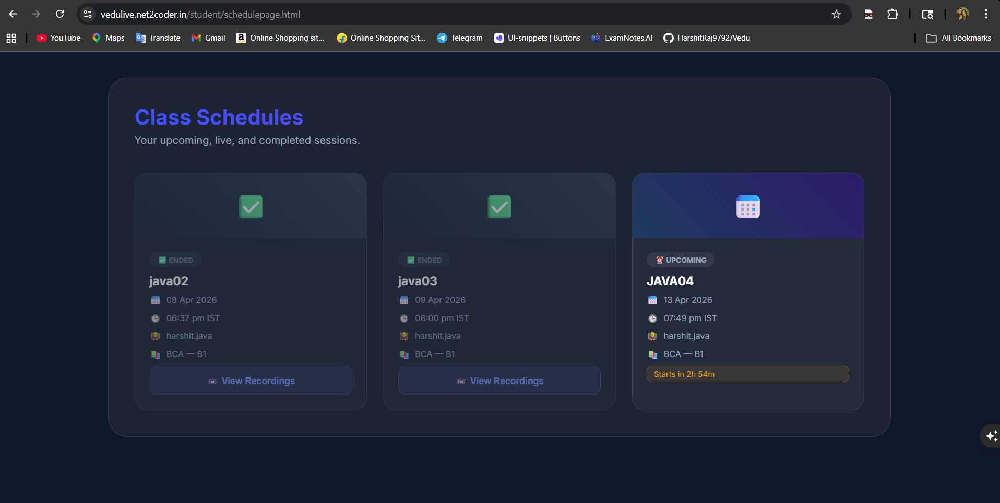 vedulive.net2coder.in/student/schedulepage.html
YouTube
Maps
Translate
Gmail
Online Shopping sit...
Online Shopping Sit...
Telegram
UI-snippets | Buttons
ExamNotes.AI
HarshitRaj9792/Vedu
All Bookmarks
Class Schedules
Your upcoming, live, and completed sessions.
ENDED
java02
08 Apr 2026
06:37 pm IST
harshit.java
BCA — B1
View Recordings
ENDED
java03
09 Apr 2026
08:00 pm IST
harshit.java
BCA — B1
View Recordings
UPCOMING
JAVA04
13 Apr 2026
07:49 pm IST
harshit.java
BCA — B1
Starts in 2h 54m